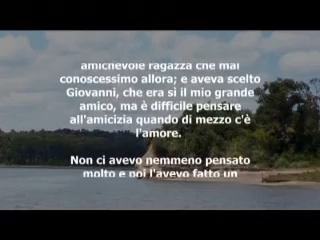 amichevole ragazza che mai
conoscessimo allora; e aveva scelto
Giovanni, che era sì il mio grande
amico, ma è difficile pensare
all'amicizia quando di mezzo c'è
l'amore.
Non ci avevo nemmeno pensato
molto e poi l'avevo fatto un